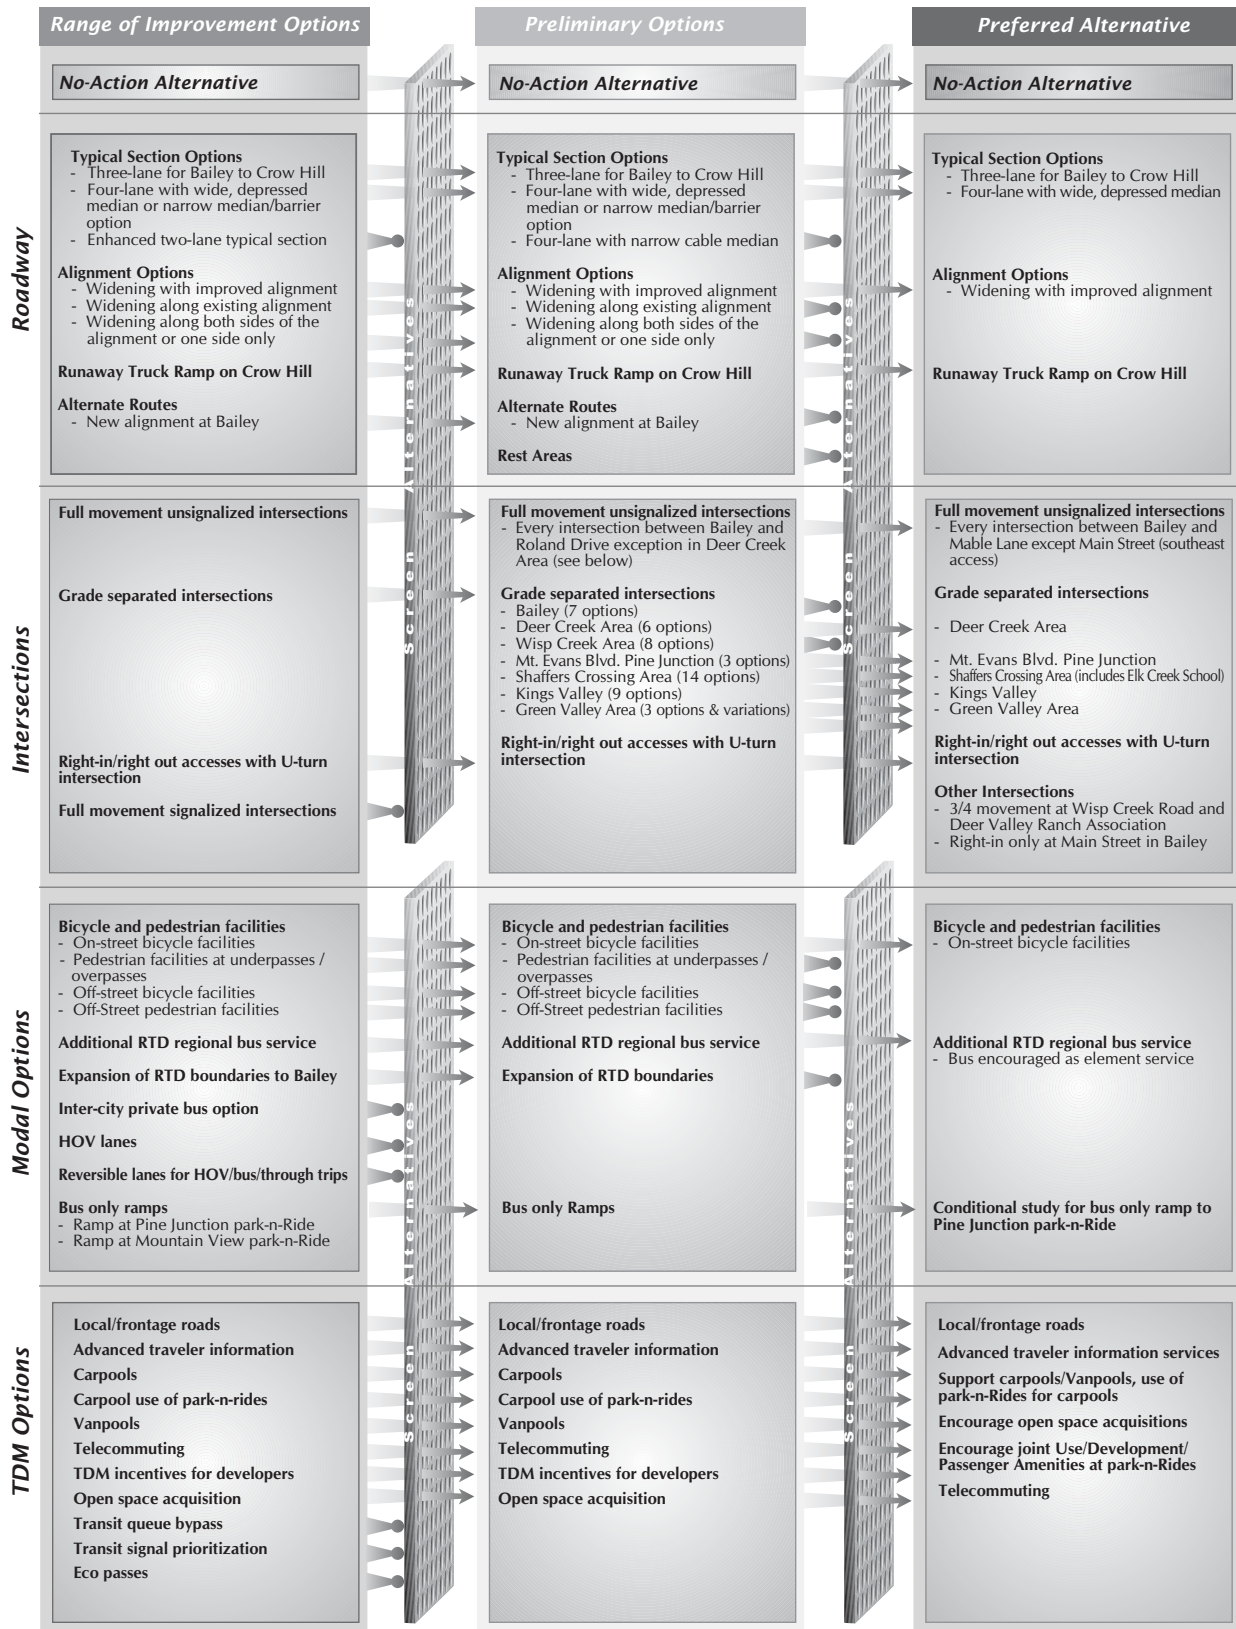 Range of Improvement Options
Preliminary Options
Preferred Alternative
No-Action Alternative
No-Action Alternative
No-Action Alternative
Roadway
Typical Section Options
- Three-lane for Bailey to Crow Hill
- Four-lane with wide, depressed
median or narrow median/barrier
option
- Enhanced two-lane typical section
Alignment Options
- Widening with improved alignment
- Widening along existing alignment
- Widening along both sides of the
alignment or one side only
Runaway Truck Ramp on Crow Hill
Alternate Routes
- New alignment at Bailey
Typical Section Options
- Three-lane for Bailey to Crow Hill
- Four-lane with wide, depressed
median or narrow median/barrier
option
- Four-lane with narrow cable median
Alignment Options
- Widening with improved alignment
- Widening along existing alignment
- Widening along both sides of the
alignment or one side only
Runaway Truck Ramp on Crow Hill
Alternate Routes
- New alignment at Bailey
Rest Areas
Typical Section Options
- Three-lane for Bailey to Crow Hill
- Four-lane with wide, depressed median
Alignment Options
- Widening with improved alignment
Runaway Truck Ramp on Crow Hill
Screen Alternatives
Screen Alternatives
Intersections
Full movement unsignalized intersections
Grade separated intersections
Right-in/right out accesses with U-turn
intersection
Full movement signalized intersections
Full movement unsignalized intersections
- Every intersection between Bailey and
Roland Drive exception in Deer Creek
Area (see below)
Grade separated intersections
- Bailey (7 options)
- Deer Creek Area (6 options)
- Wisp Creek Area (8 options)
- Mt. Evans Blvd. Pine Junction (3 options)
- Shaffers Crossing Area (14 options)
- Kings Valley (9 options)
- Green Valley Area (3 options & variations)
Right-in/right out accesses with U-turn
intersection
Full movement unsignalized intersections
- Every intersection between Bailey and
Mable Lane except Main Street (southeast
access)
Grade separated intersections
- Deer Creek Area
- Mt. Evans Blvd. Pine Junction
- Shaffers Crossing Area (includes Elk Creek School)
- Kings Valley
- Green Valley Area
Right-in/right out accesses with U-turn
intersection
Other Intersections
- 3/4 movement at Wisp Creek Road and
Deer Valley Ranch Association
- Right-in only at Main Street in Bailey
Modal Options
Bicycle and pedestrian facilities
- On-street bicycle facilities
- Pedestrian facilities at underpasses /
overpasses
- Off-street bicycle facilities
- Off-Street pedestrian facilities
Additional RTD regional bus service
Expansion of RTD boundaries to Bailey
Inter-city private bus option
HOV lanes
Reversible lanes for HOV/bus/through trips
Bus only ramps
- Ramp at Pine Junction park-n-Ride
- Ramp at Mountain View park-n-Ride
Bicycle and pedestrian facilities
- On-street bicycle facilities
- Pedestrian facilities at underpasses /
overpasses
- Off-street bicycle facilities
- Off-Street pedestrian facilities
Additional RTD regional bus service
Expansion of RTD boundaries
Bus only Ramps
Bicycle and pedestrian facilities
- On-street bicycle facilities
Additional RTD regional bus service
- Bus encouraged as element service
Conditional study for bus only ramp to
Pine Junction park-n-Ride
Screen Alternatives
Screen Alternatives
TDM Options
Local/frontage roads
Advanced traveler information
Carpools
Carpool use of park-n-rides
Vanpools
Telecommuting
TDM incentives for developers
Open space acquisition
Transit queue bypass
Transit signal prioritization
Eco passes
Local/frontage roads
Advanced traveler information
Carpools
Carpool use of park-n-rides
Vanpools
Telecommuting
TDM incentives for developers
Open space acquisition
Local/frontage roads
Advanced traveler information services
Support carpools/Vanpools, use of
park-n-Rides for carpools
Encourage open space acquisitions
Encourage joint Use/Development/
Passenger Amenities at park-n-Rides
Telecommuting